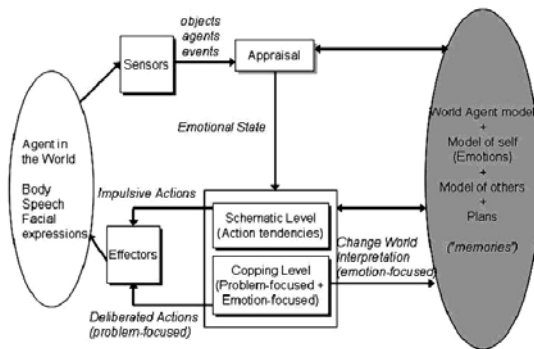 objects
agents
events
Sensors
Appraisal
Emotional State
Agent in
the World
Body
Speech
Facial
expressions
Impulsive Actions
Effectors
Deliberated Actions
(problem-focused)
Schematic Level
(Action tendencies)
Copping Level
(Problem-focused +
Emotion-focused)
Change World
Interpretation
(emotion-focused)
World Agent model
+
Model of self
(Emotions)
+
Model of others
+
Plans
("memories")